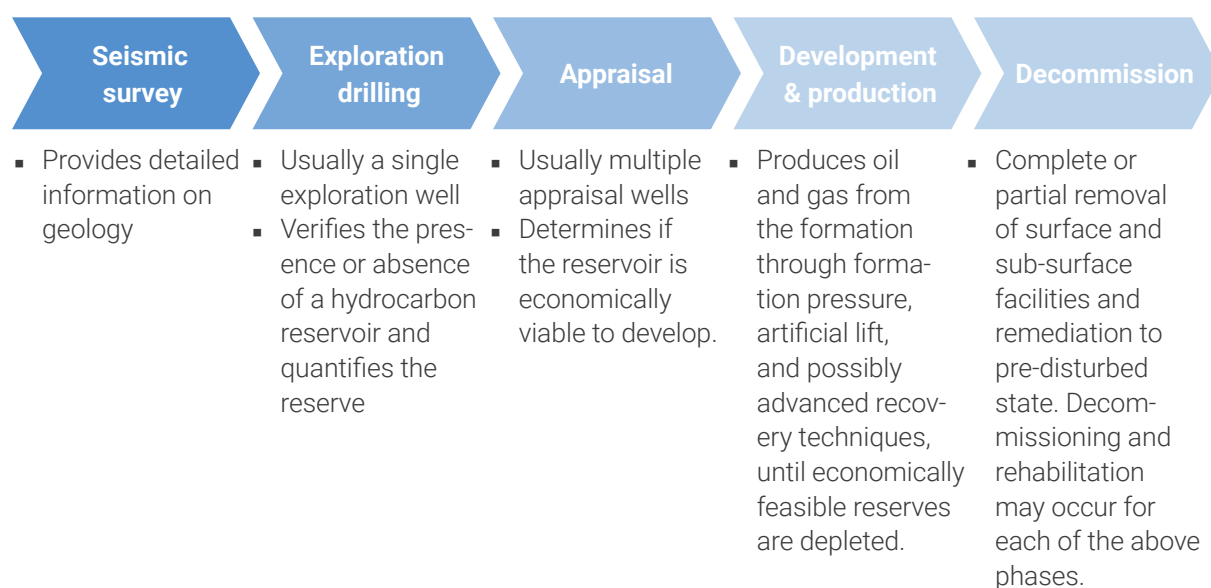 Seismic
survey
Exploration
drilling
Appraisal
Development
& production
Decommission
▪ Provides detailed
information on
geology
▪ Usually a single
exploration well
▪ Verifies the pres-
ence or absence
of a hydrocarbon
reservoir and
quantifies the
reserve
▪ Usually multiple
appraisal wells
▪ Determines if
the reservoir is
economically
viable to develop.
▪ Produces oil
and gas from
the formation
through forma-
tion pressure,
artificial lift,
and possibly
advanced recov-
ery techniques,
until economically
feasible reserves
are depleted.
▪ Complete or
partial removal
of surface and
sub-surface
facilities and
remediation to
pre-disturbed
state. Decom-
missioning and
rehabilitation
may occur for
each of the above
phases.